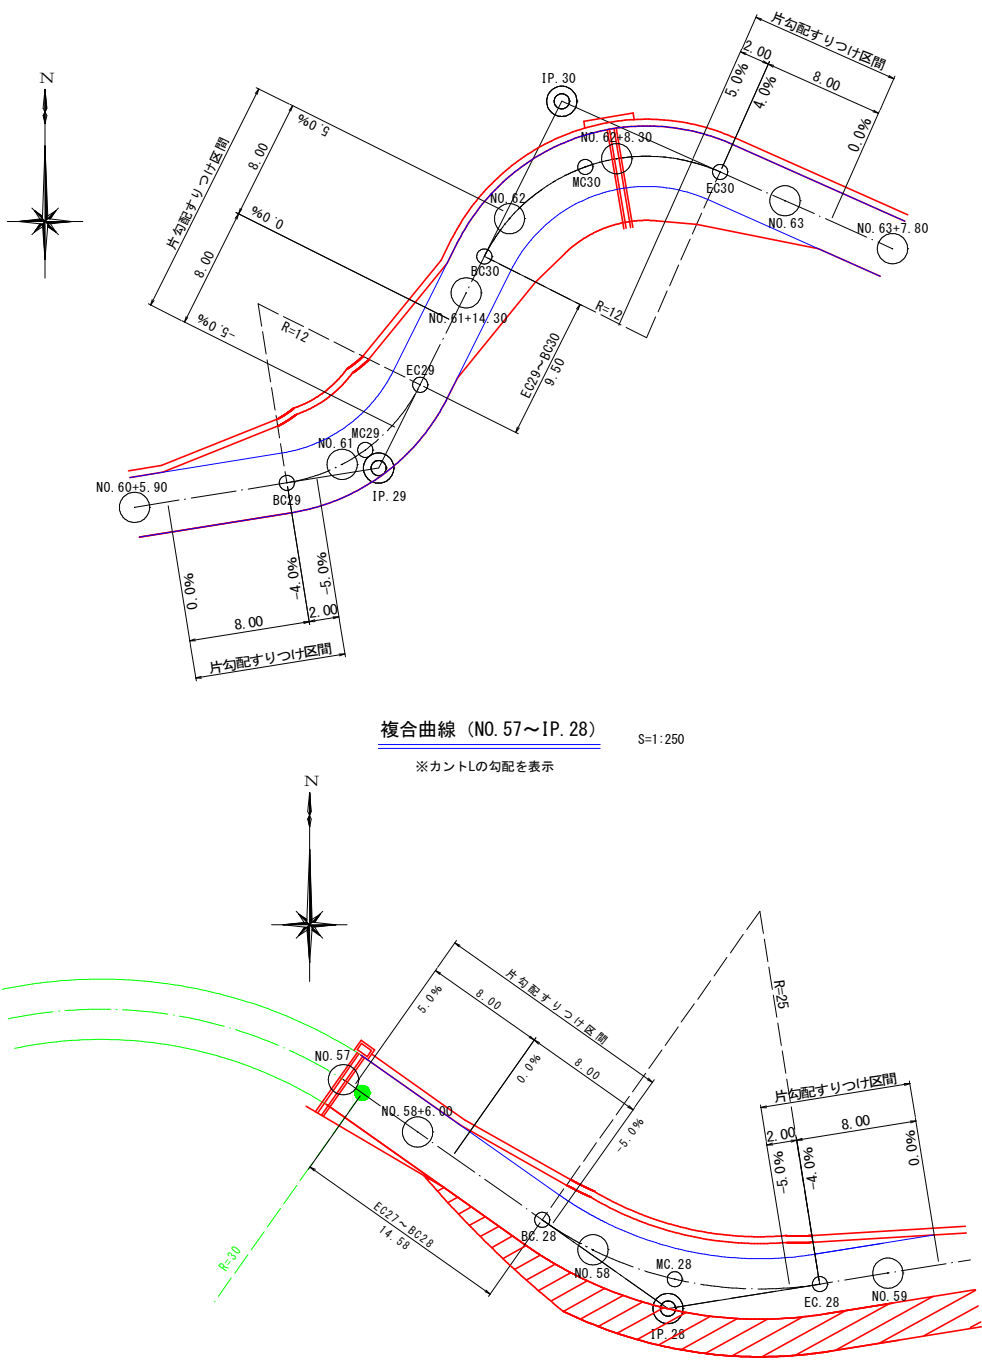 片勾配すりつけ区間
2.00
8.00
5.0%
4.0%
0.0%
IP.30
N
5.0%
片勾配すりつけ区間
8.00
0.0%
8.00
-5.0%
NO.62+8.30
MC30
EC30
NO.62
NO.63
NO.63+7.80
BC30
NO.61+14.30
R=12
R=12
EC29～BC30
9.50
EC29
MC29
NO.61
IP.29
NO.60+5.90
BC29
0.0%
-4.0%
-5.0%
8.00
2.00
片勾配すりつけ区間
複合曲線（NO.57～IP.28）
S=1:250
※カントLの勾配を表示
N
片勾配すりつけ区間
5.0%
8.00
0.0%
8.00
-5.0%
R=25
NO.57
NO.58+6.00
片勾配すりつけ区間
2.00
8.00
-5.0%
-4.0%
0.0%
EC27～BC28
14.58
R=30
BC.28
NO.58
MC.28
EC.28
NO.59
IP.28